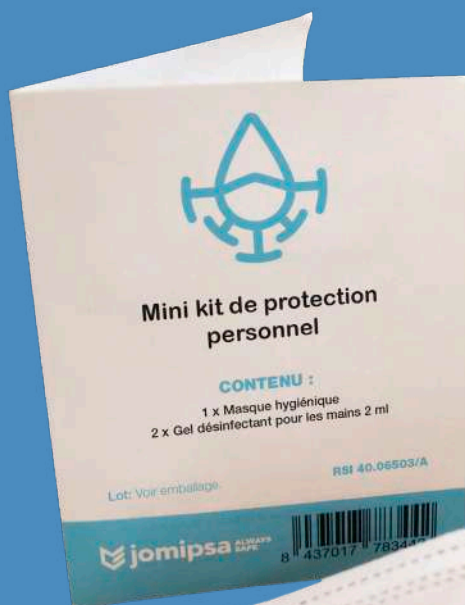 Mini kit de protection
personnel
CONTENU :
1 x Masque hygiénique
2 x Gel désinfectant pour les mains 2 ml
RSI 40.06503/A
Lot: Voir emballage.
jomipsa ALWAYS SAFE
8 437017